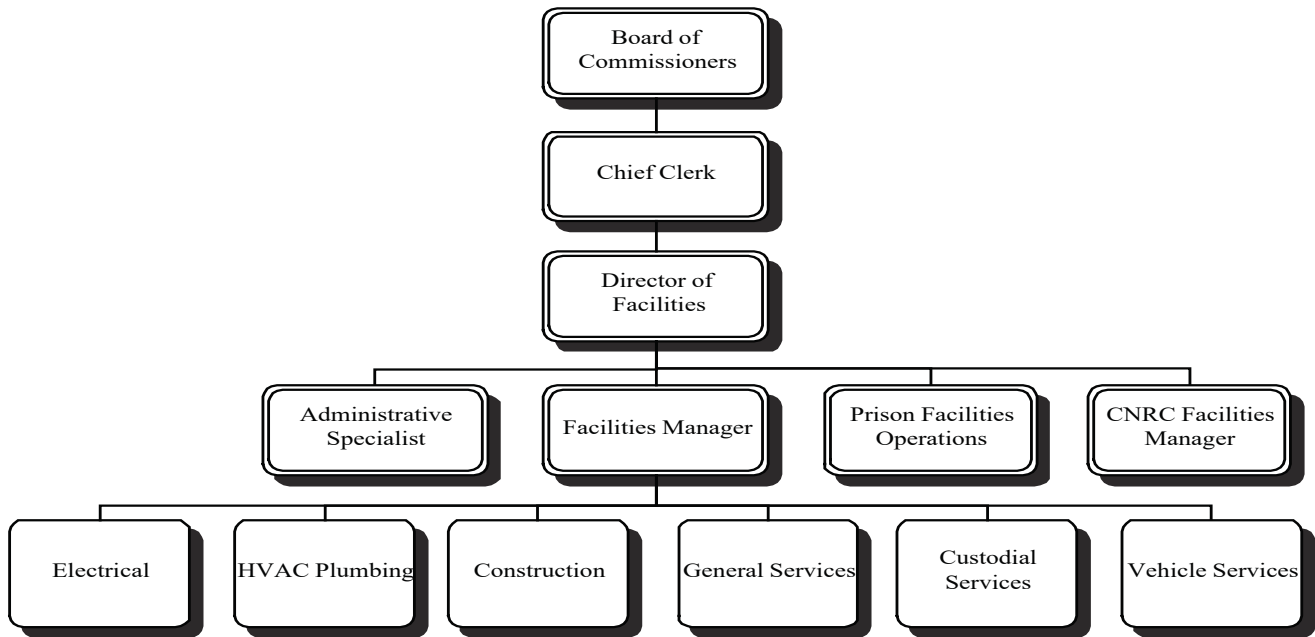 Board of
Commissioners
Chief Clerk
Director of
Facilities
Administrative
Specialist
Facilities Manager
Prison Facilities
Operations
CNRC Facilities
Manager
Electrical
HVAC Plumbing
Construction
General Services
Custodial
Services
Vehicle Services